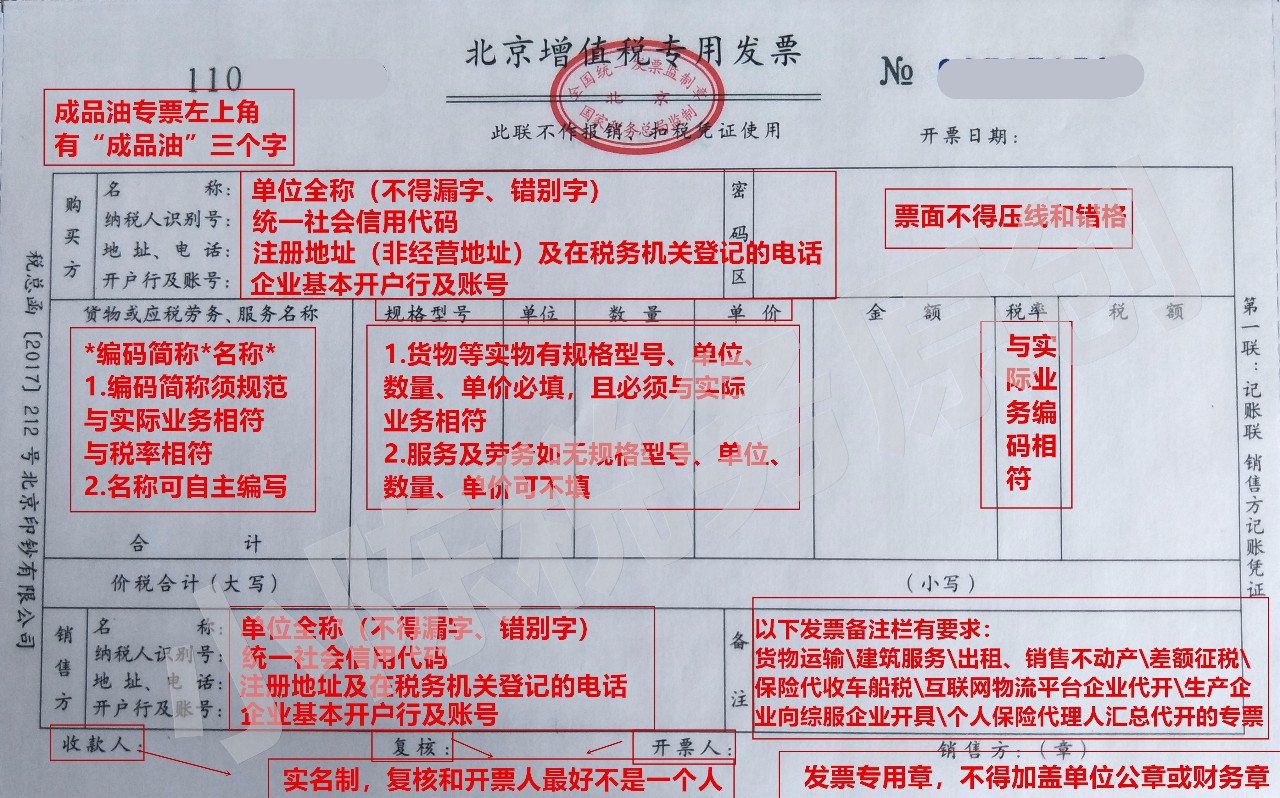 北京增值税专用发票
110
№
全国统一发票监制章
北京
国家税务总局监制
成品油专票左上角
有“成品油”三个字
此联不作报销、扣税凭证使用
开票日期：
购买方
名称：
单位全称（不得漏字、错别字）
纳税人识别号：
统一社会信用代码
地址、电话：
注册地址（非经营地址）及在税务机关登记的电话
开户行及账号：
企业基本开户行及账号
密码区
票面不得压线和错格
税总函〔2017〕212号北京印钞有限公司
货物或应税劳务、服务名称
规格型号
单位
数量
单价
金额
税率
税额
*编码简称*名称*
1.编码简称须规范
与实际业务相符
与税率相符
2.名称可自主编写
1.货物等实物有规格型号、单位、
数量、单价必填，且必须与实际
业务相符
2.服务及劳务如无规格型号、单位、
数量、单价可不填
与实
际业
务编
码相
符
第一联：记账联 销售方记账凭证
合计
价税合计（大写）
（小写）
销售方
名称：
单位全称（不得漏字、错别字）
纳税人识别号：
统一社会信用代码
地址、电话：
注册地址及在税务机关登记的电话
开户行及账号：
企业基本开户行及账号
备注
以下发票备注栏有要求：
货物运输\建筑服务\出租、销售不动产\差额征税\
保险代收车船税\互联网物流平台企业代开\生产企
业向综服企业开具\个人保险代理人汇总代开的专票
收款人：
复核：
开票人：
销售方：（章）
实名制，复核和开票人最好不是一个人
发票专用章，不得加盖单位公章或财务章
小陈税务原创